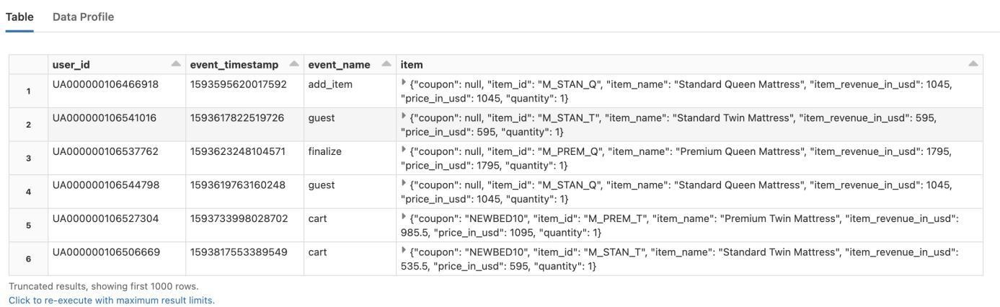 Table Data Profile
user_id event_timestamp event_name item
1 UA000000106466918 1593595620017592 add_item {"coupon": null, "item_id": "M_STAN_Q", "item_name": "Standard Queen Mattress", "item_revenue_in_usd": 1045,
"price_in_usd": 1045, "quantity": 1}
2 UA000000106541016 1593617822519726 guest {"coupon": null, "item_id": "M_STAN_T", "item_name": "Standard Twin Mattress", "item_revenue_in_usd": 595,
"price_in_usd": 595, "quantity": 1}
3 UA000000106537762 1593623248104571 finalize {"coupon": null, "item_id": "M_PREM_Q", "item_name": "Premium Queen Mattress", "item_revenue_in_usd": 1795,
"price_in_usd": 1795, "quantity": 1}
4 UA000000106544798 1593619763160248 guest {"coupon": null, "item_id": "M_STAN_Q", "item_name": "Standard Queen Mattress", "item_revenue_in_usd": 1045,
"price_in_usd": 1045, "quantity": 1}
5 UA000000106527304 1593733998028702 cart {"coupon": "NEWBED10", "item_id": "M_PREM_T", "item_name": "Premium Twin Mattress", "item_revenue_in_usd":
985.5, "price_in_usd": 1095, "quantity": 1}
6 UA000000106506669 1593817553389549 cart {"coupon": "NEWBED10", "item_id": "M_STAN_T", "item_name": "Standard Twin Mattress", "item_revenue_in_usd":
535.5, "price_in_usd": 595, "quantity": 1}
Truncated results, showing first 1000 rows.
Click to re-execute with maximum result limits.